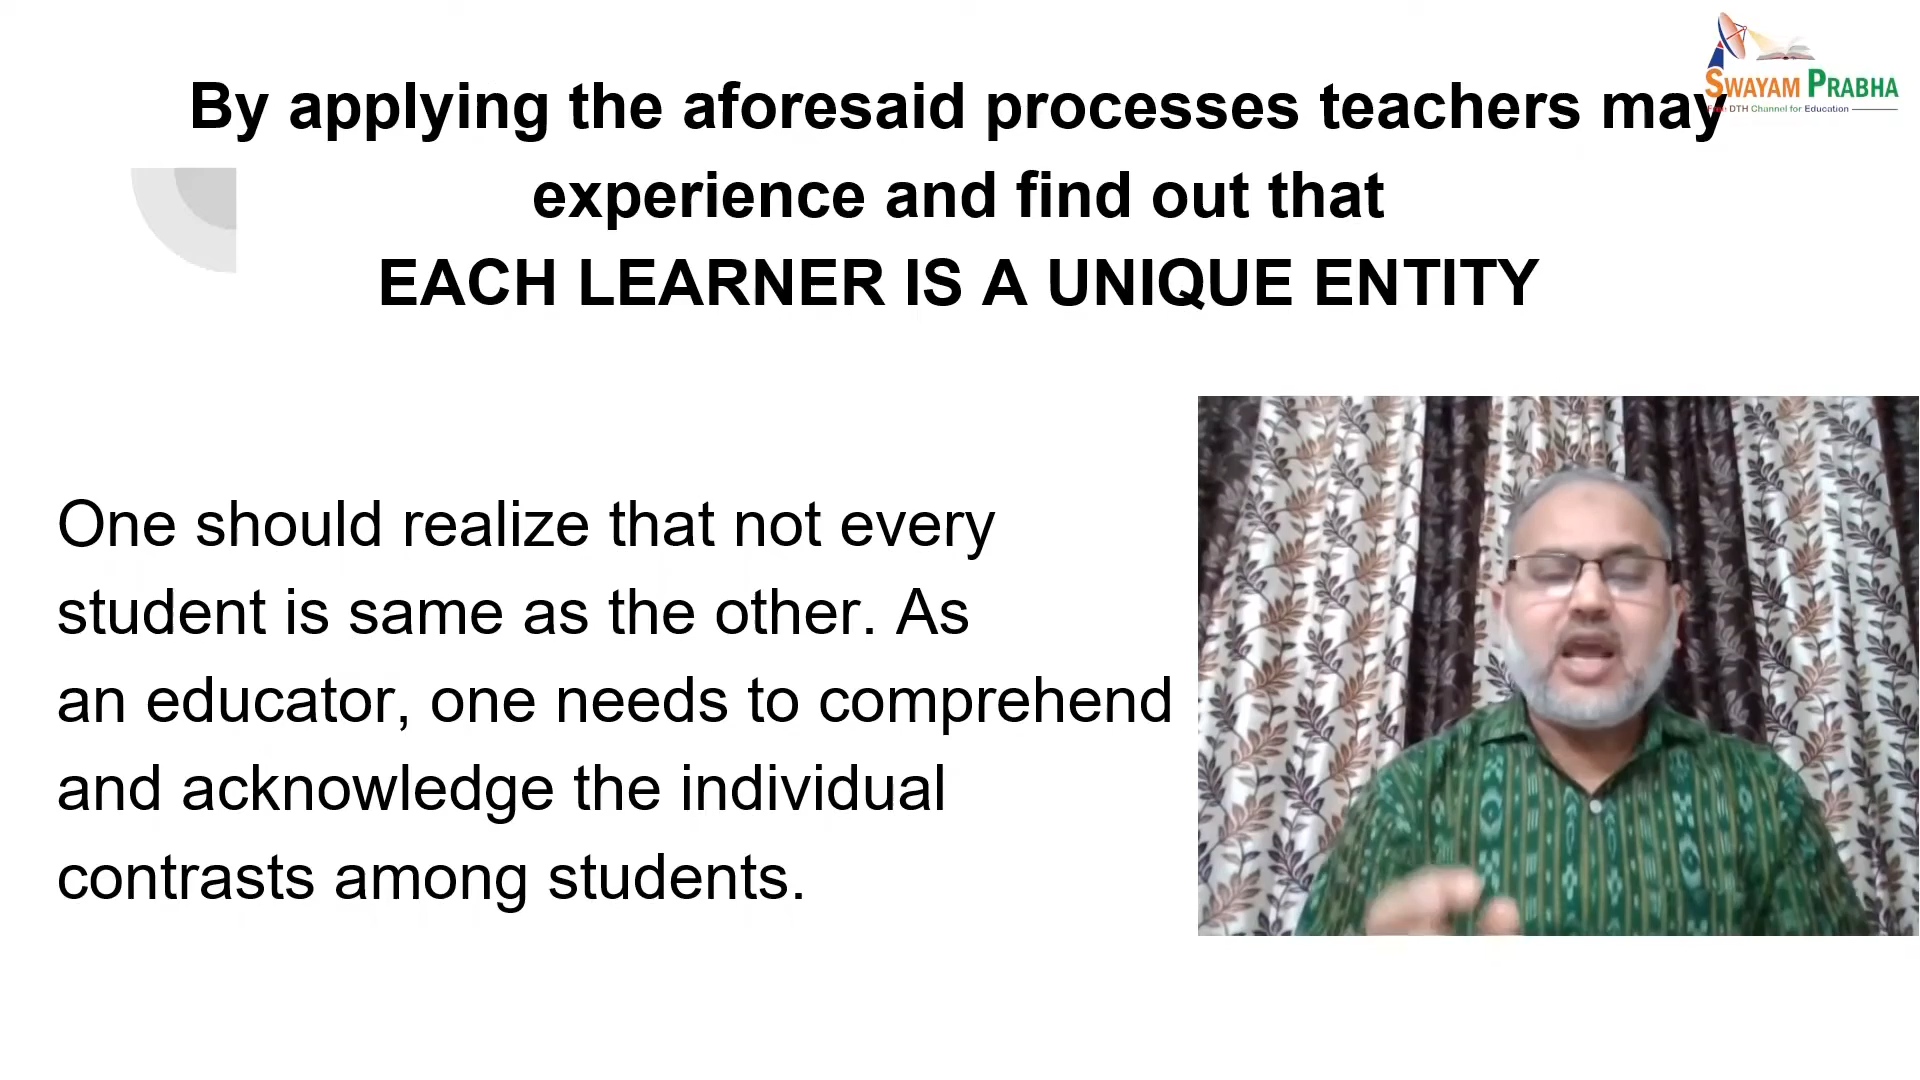 SWAYAM PRABHA
Free DTH Channel for Education
By applying the aforesaid processes teachers may
experience and find out that
EACH LEARNER IS A UNIQUE ENTITY
One should realize that not every
student is same as the other. As
an educator, one needs to comprehend
and acknowledge the individual
contrasts among students.